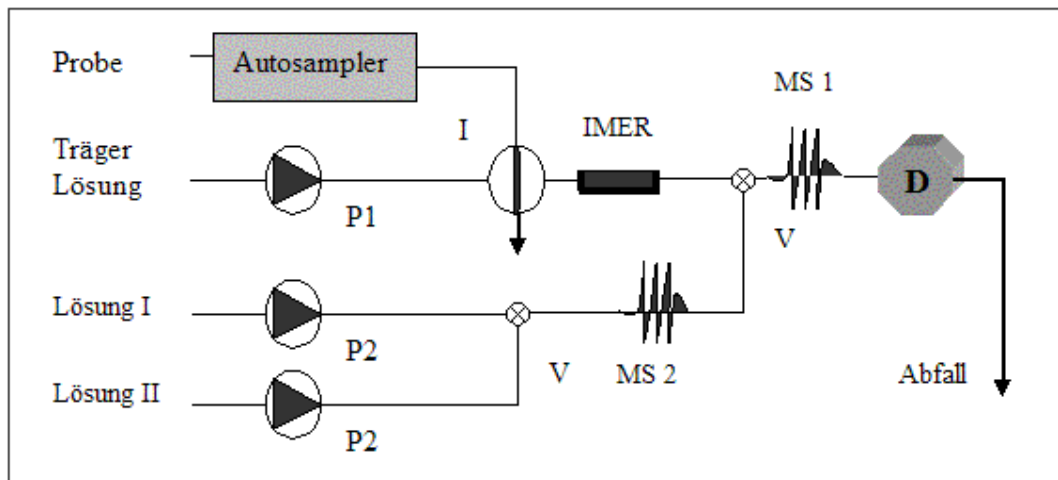 Probe
Autosampler
MS 1
I
IMER
Träger
Lösung
P1
D
V
Lösung I
P2
V
MS 2
Abfall
Lösung II
P2